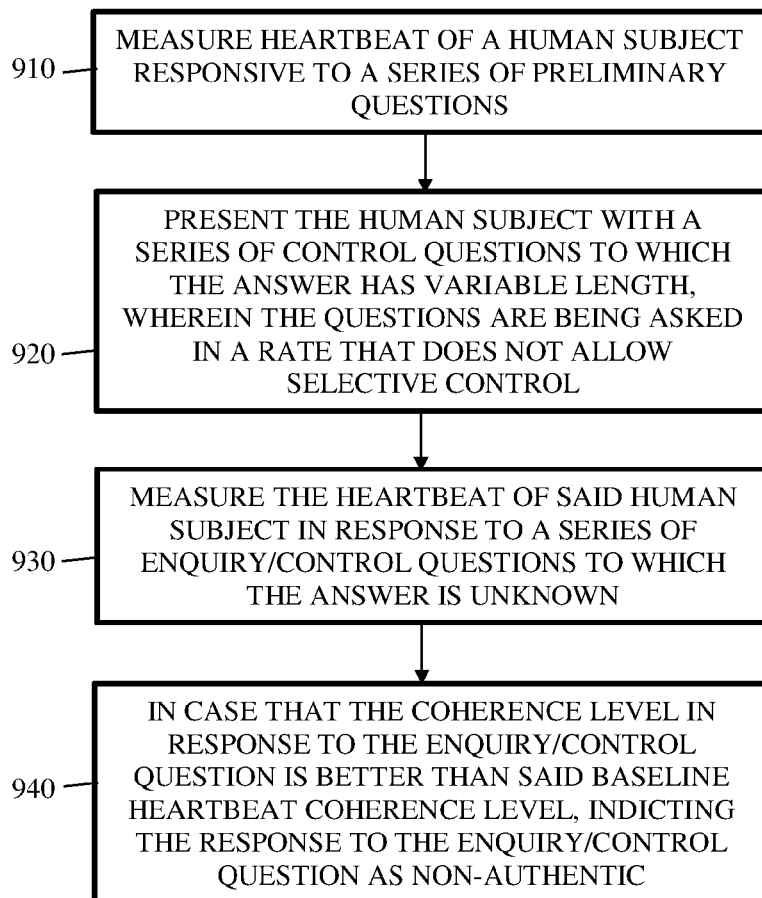 910
MEASURE HEARTBEAT OF A HUMAN SUBJECT
RESPONSIVE TO A SERIES OF PRELIMINARY
QUESTIONS
920
PRESENT THE HUMAN SUBJECT WITH A
SERIES OF CONTROL QUESTIONS TO WHICH
THE ANSWER HAS VARIABLE LENGTH,
WHEREIN THE QUESTIONS ARE BEING ASKED
IN A RATE THAT DOES NOT ALLOW
SELECTIVE CONTROL
930
MEASURE THE HEARTBEAT OF SAID HUMAN
SUBJECT IN RESPONSE TO A SERIES OF
ENQUIRY/CONTROL QUESTIONS TO WHICH
THE ANSWER IS UNKNOWN
940
IN CASE THAT THE COHERENCE LEVEL IN
RESPONSE TO THE ENQUIRY/CONTROL
QUESTION IS BETTER THAN SAID BASELINE
HEARTBEAT COHERENCE LEVEL, INDICTING
THE RESPONSE TO THE ENQUIRY/CONTROL
QUESTION AS NON-AUTHENTIC